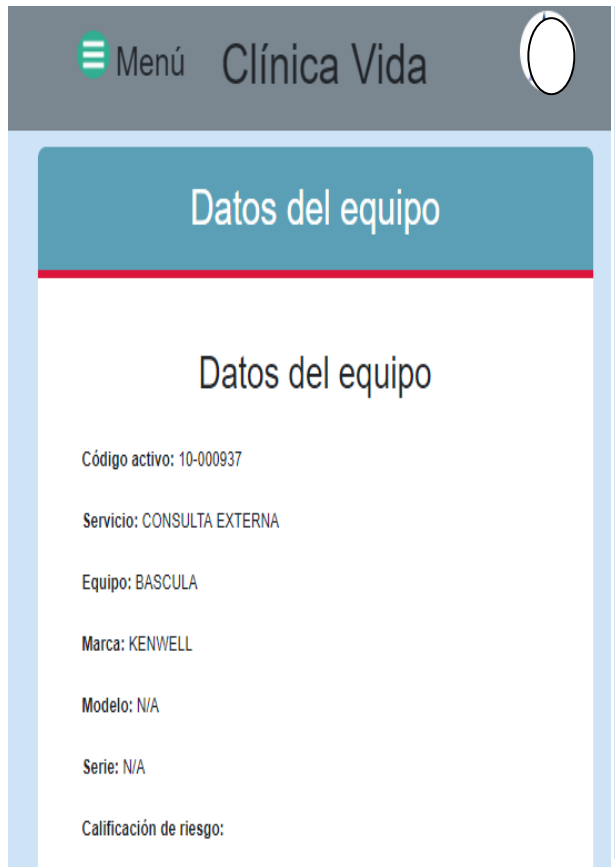 Menú Clínica Vida
Datos del equipo
Datos del equipo
Código activo: 10-000937
Servicio: CONSULTA EXTERNA
Equipo: BASCULA
Marca: KENWELL
Modelo: N/A
Serie: N/A
Calificación de riesgo: